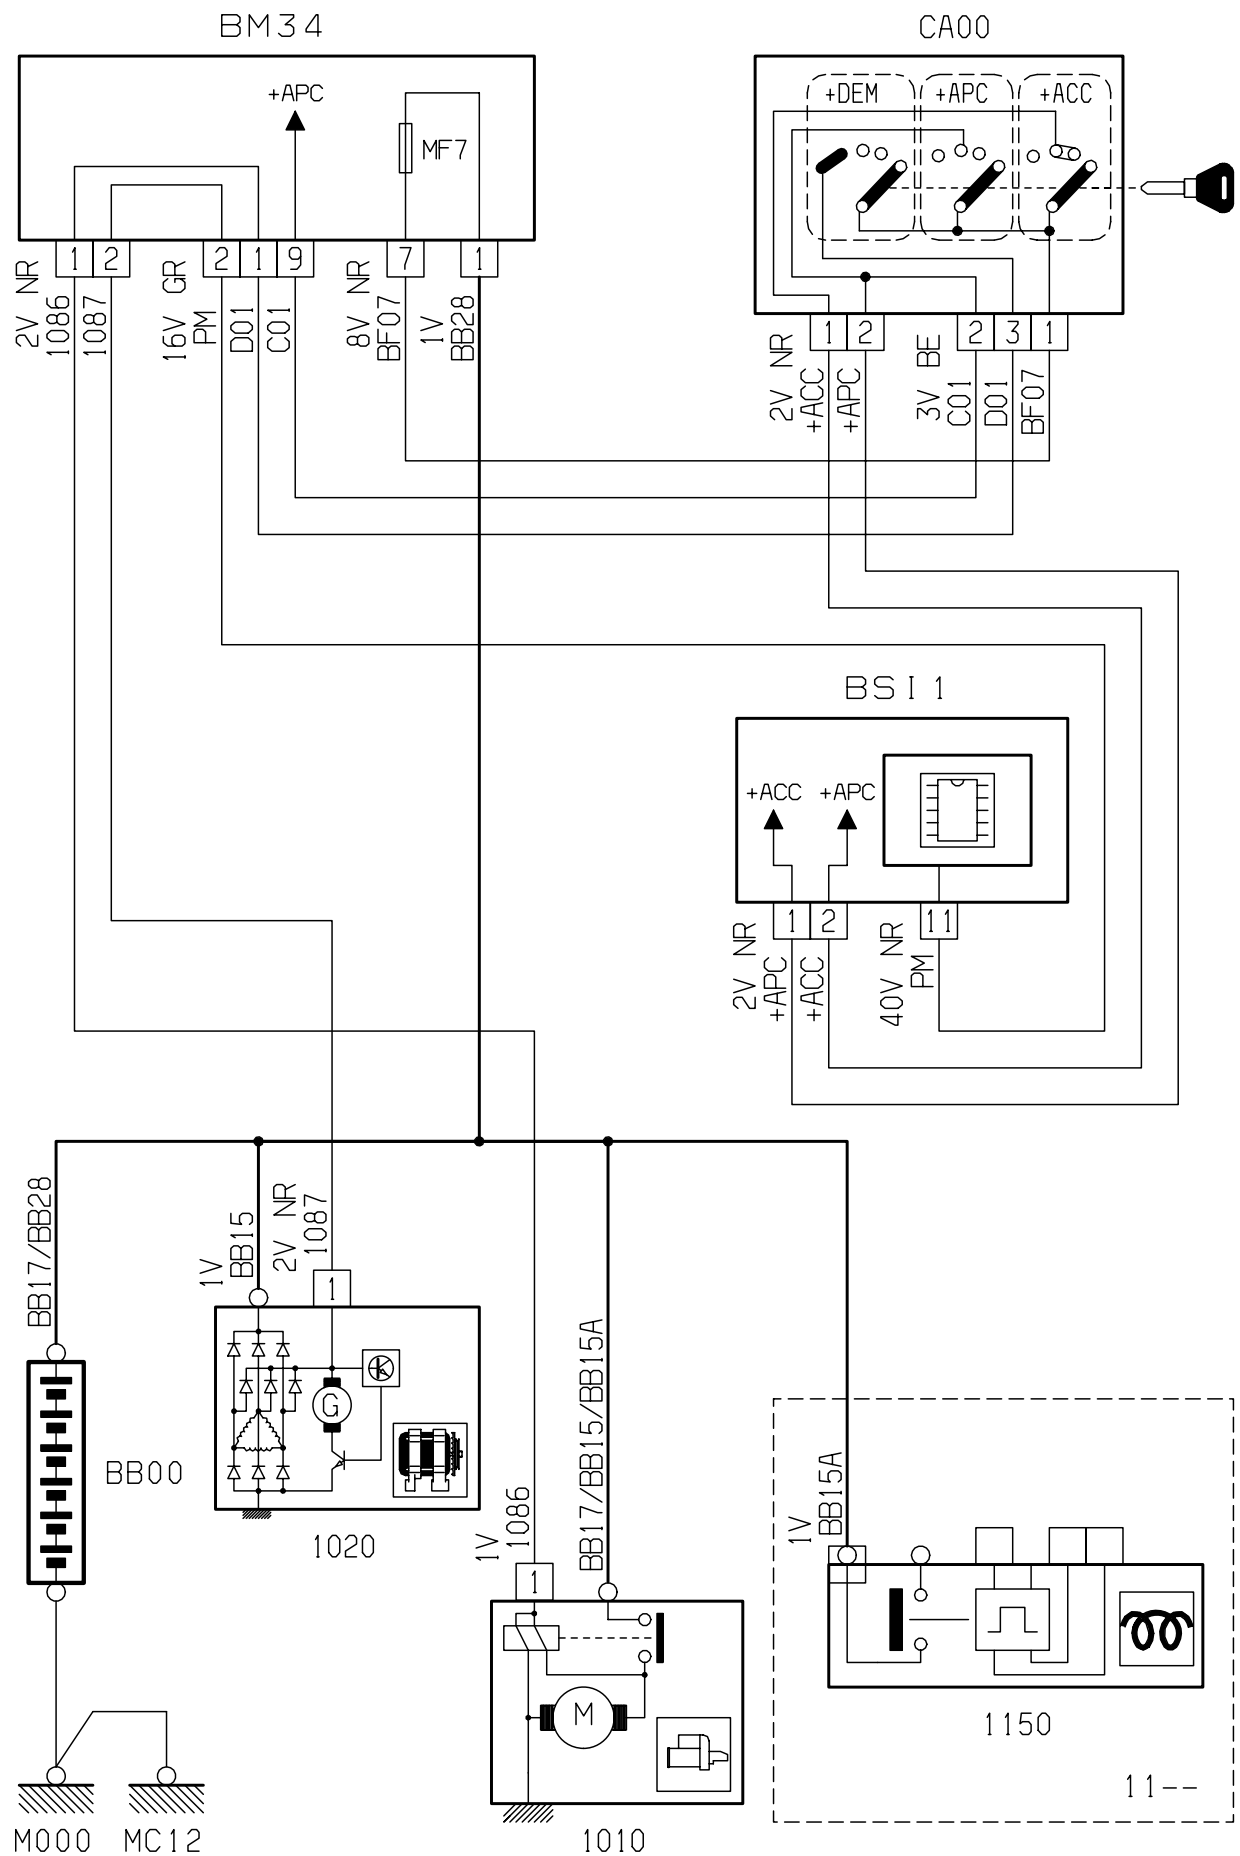 BM34
CA00
+APC
MF7
+DEM
+APC
+ACC
1
2
2
1
9
7
1
2V NR
1086
1087
16V GR
PM
D01
C01
8V NR
BF07
1V
BB28
1
2
2
3
1
2V NR
+ACC
+APC
3V BE
C01
D01
BF07
BSI1
+ACC
+APC
1
2
11
2V NR
+APC
+ACC
40V NR
PM
BB17/BB28
1V
BB15
2V NR
1087
1
G
BB00
1020
1V
1086
1
BB17/BB15/BB15A
M
1010
1V
BB15A
1150
11--
M000
MC12